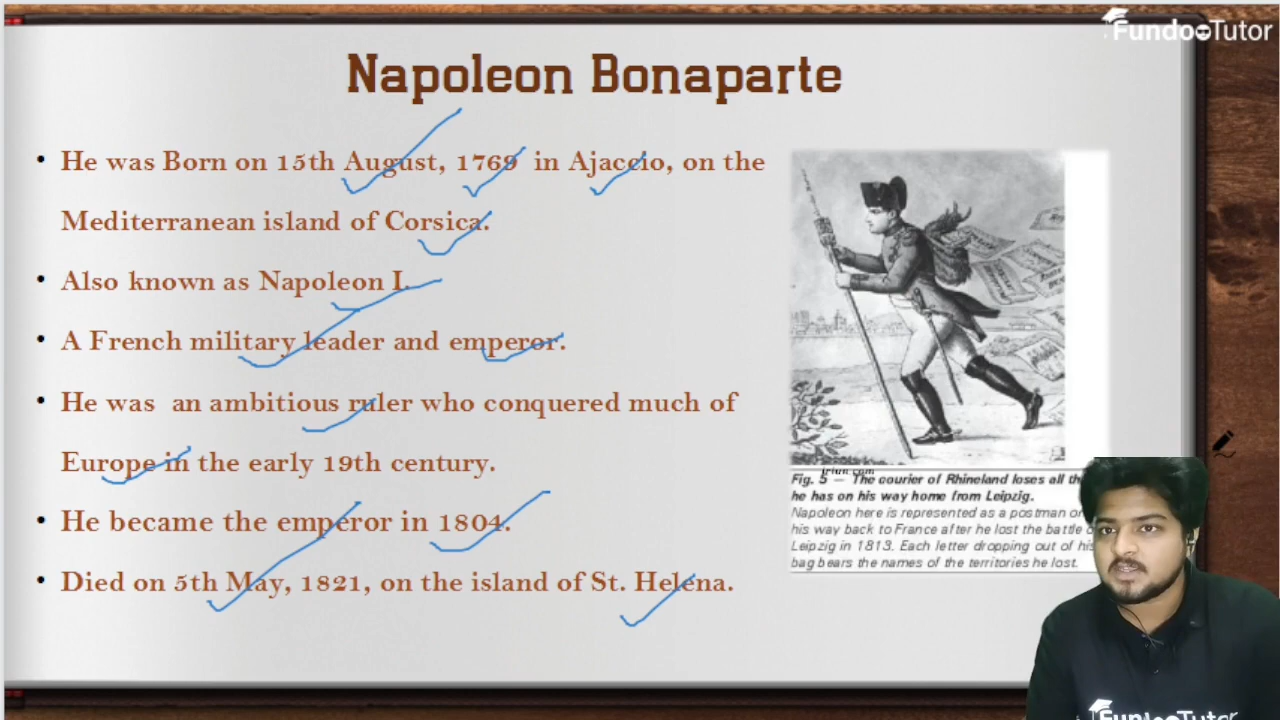 FundooTutor
Napoleon Bonaparte
• He was Born on 15th August, 1769 in Ajaccio, on the
Mediterranean island of Corsica.
• Also known as Napoleon I.
• A French military leader and emperor.
• He was an ambitious ruler who conquered much of
Europe in the early 19th century.
• He became the emperor in 1804.
• Died on 5th May, 1821, on the island of St. Helena.
Fig. 5 — The courier of Rhineland loses all th
he has on his way home from Leipzig.
Napoleon here is represented as a postman on
his way back to France after he lost the battle
Leipzig in 1813. Each letter dropping out of his
bag bears the names of the territories he lost.
FundooTutor